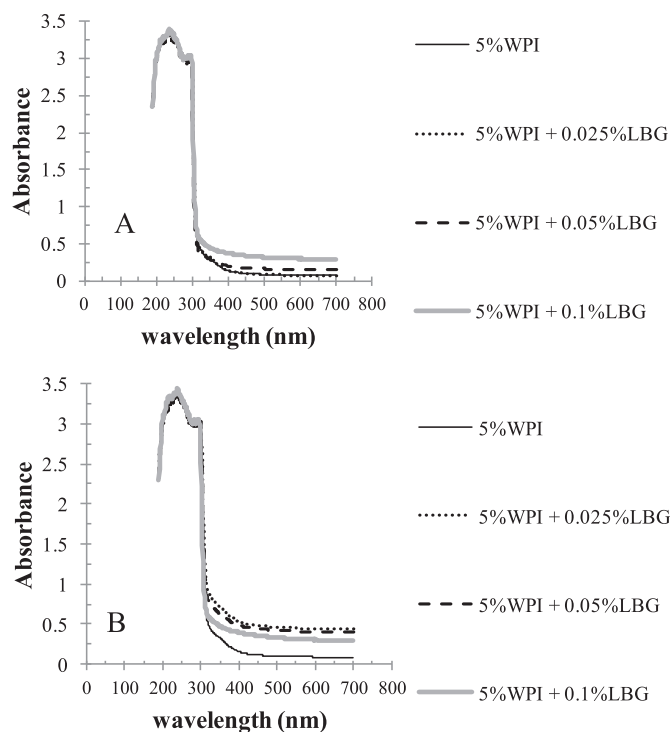 3.5
3
2.5
2
1.5
1
0.5
0
Absorbance
A
0 100 200 300 400 500 600 700 800
wavelength (nm)
5%WPI
5%WPI + 0.025%LBG
5%WPI + 0.05%LBG
5%WPI + 0.1%LBG
3.5
3
2.5
2
1.5
1
0.5
0
Absorbance
B
0 100 200 300 400 500 600 700 800
wavelength (nm)
5%WPI
5%WPI + 0.025%LBG
5%WPI + 0.05%LBG
5%WPI + 0.1%LBG